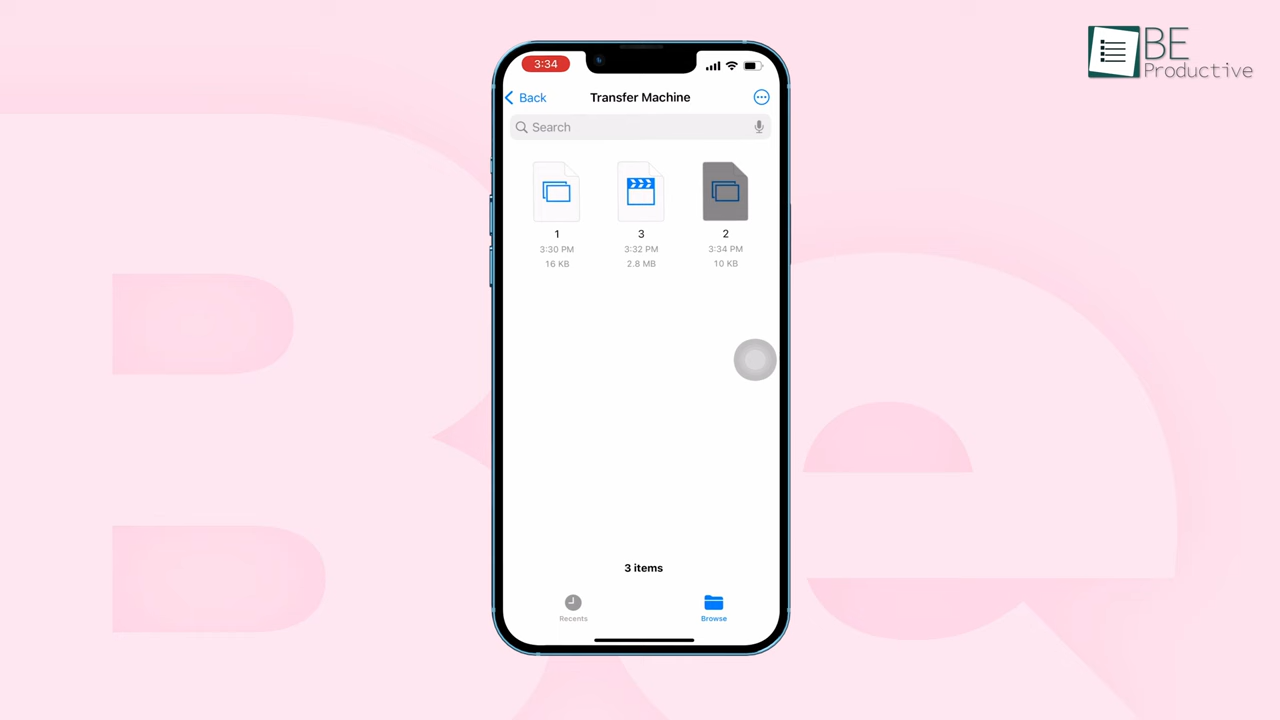 BE
Productive
3:34
Back
Transfer Machine
Search
1
3
2
3:30 PM
3:32 PM
3:34 PM
16 KB
2.8 MB
10 KB
3 items
Recents
Browse